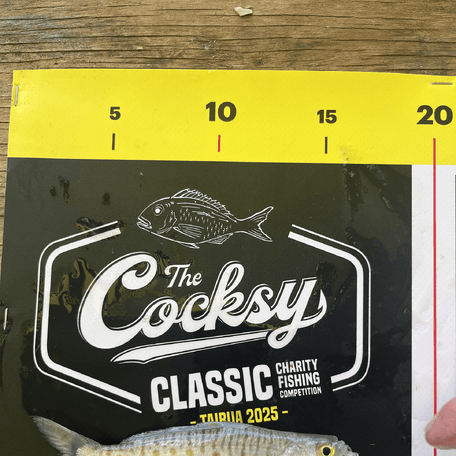 5 10 15 20
The
Cocksy
CLASSIC CHARITY
FISHING
COMPETITION
- TAIRUA 2025 -